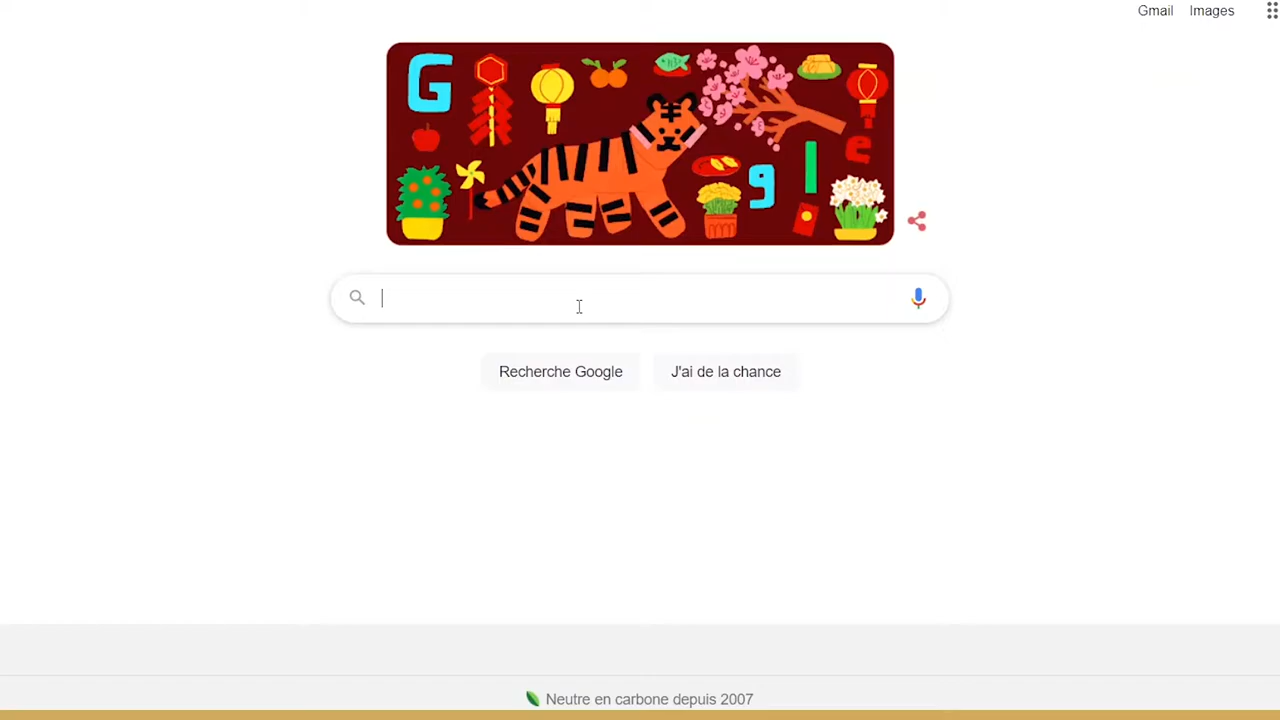 Gmail Images
G g l e
Recherche Google J'ai de la chance
Neutre en carbone depuis 2007